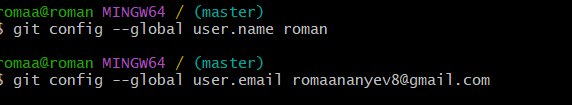 romaa@roman MINGW64 / (master)
$ git config --global user.name roman
romaa@roman MINGW64 / (master)
$ git config --global user.email romaananyev8@gmail.com